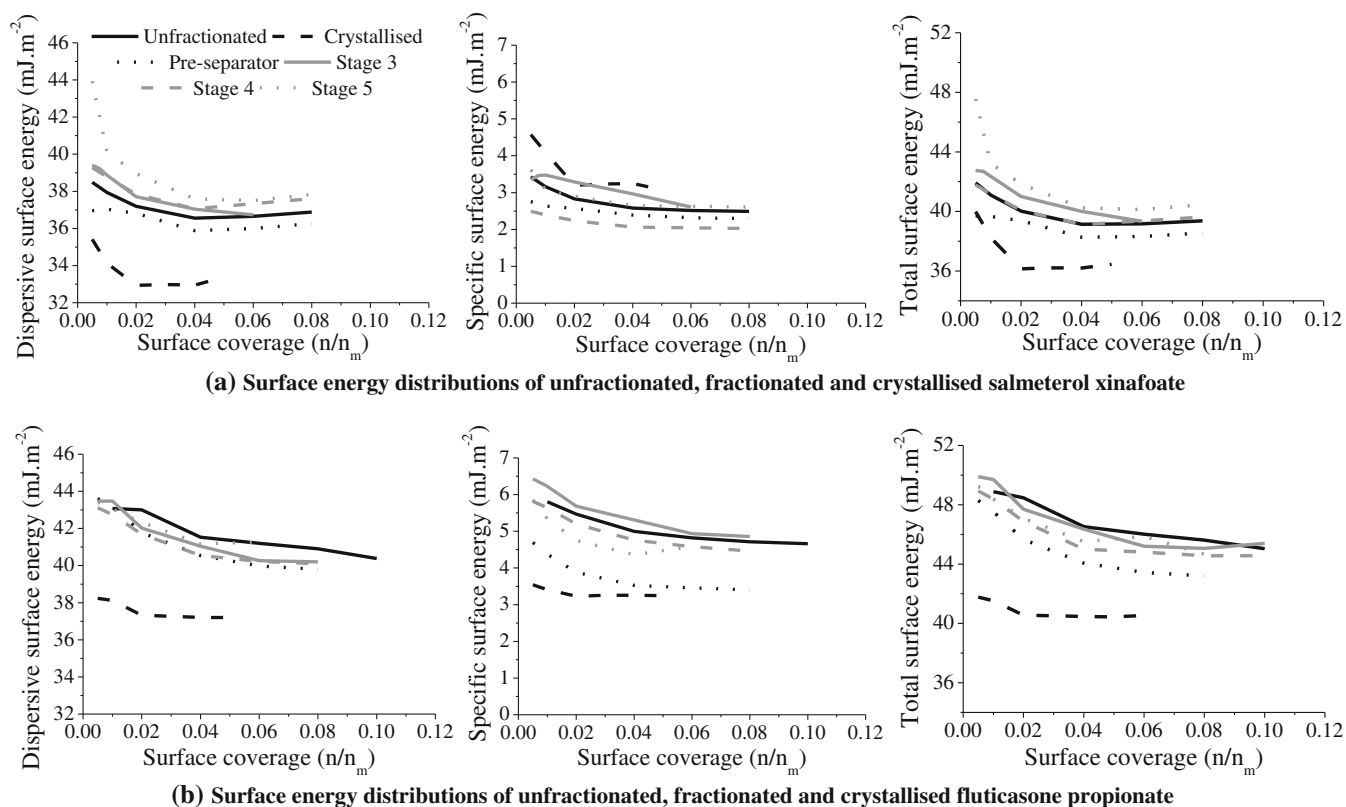 Dispersive surface energy (mJ.m-2)
46
44
42
40
38
36
34
32
Unfractionated
Crystallised
Pre-separator
Stage 3
Stage 4
Stage 5
0.00 0.02 0.04 0.06 0.08 0.10 0.12
Surface coverage (n/nm)
Specific surface energy (mJ.m-2)
7
6
5
4
3
2
1
0
0.00 0.02 0.04 0.06 0.08 0.10 0.12
Surface coverage (n/nm)
Total surface energy (mJ.m-2)
52
48
44
40
36
0.00 0.02 0.04 0.06 0.08 0.10 0.12
Surface coverage (n/nm)
(a) Surface energy distributions of unfractionated, fractionated and crystallised salmeterol xinafoate
Dispersive surface energy (mJ.m-2)
46
44
42
40
38
36
34
32
0.00 0.02 0.04 0.06 0.08 0.10 0.12
Surface coverage (n/nm)
Specific surface energy (mJ.m-2)
7
6
5
4
3
2
1
0
0.00 0.02 0.04 0.06 0.08 0.10 0.12
Surface coverage (n/nm)
Total surface energy (mJ.m-2)
52
48
44
40
36
0.00 0.02 0.04 0.06 0.08 0.10 0.12
Surface coverage (n/nm)
(b) Surface energy distributions of unfractionated, fractionated and crystallised fluticasone propionate